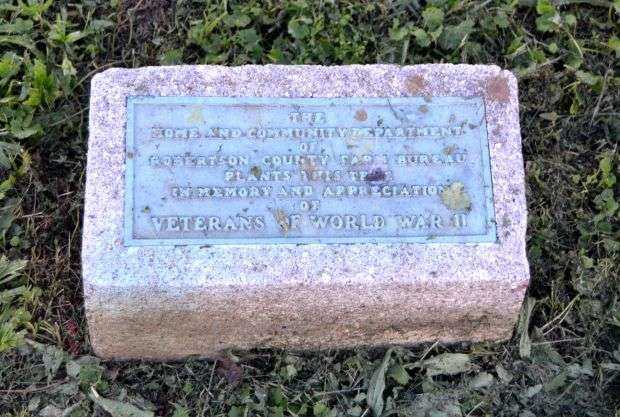 THE
HOME AND COMMUNITY DEPARTMENT
OF
ROBERTSON COUNTY FARM BUREAU
PLANTS THIS TREE
IN MEMORY AND APPRECIATION
OF
VETERANS OF WORLD WAR II